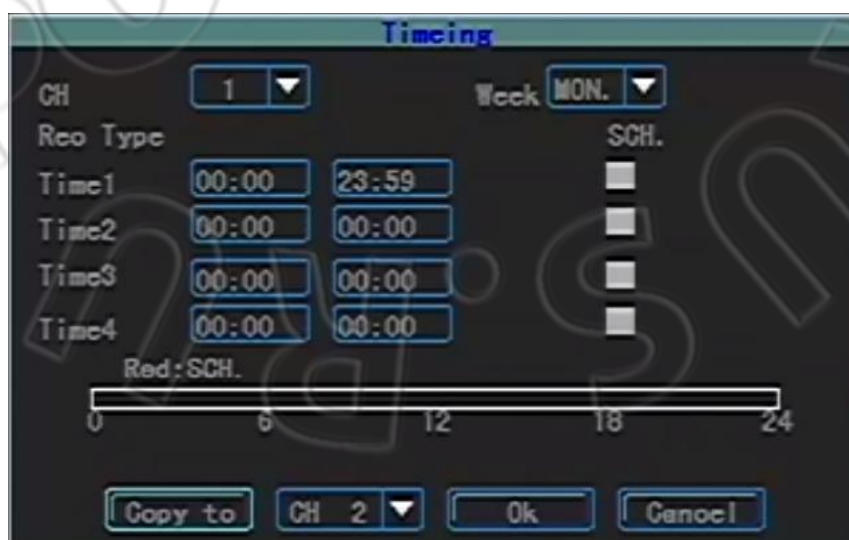 Timeing
CH 1 Week MON.
Reo Type SCH.
Time1 00:00 23:59
Time2 00:00 00:00
Time3 00:00 00:00
Time4 00:00 00:00
Red:SCH.
0 6 12 18 24
Copy to CH 2 Ok Cancel